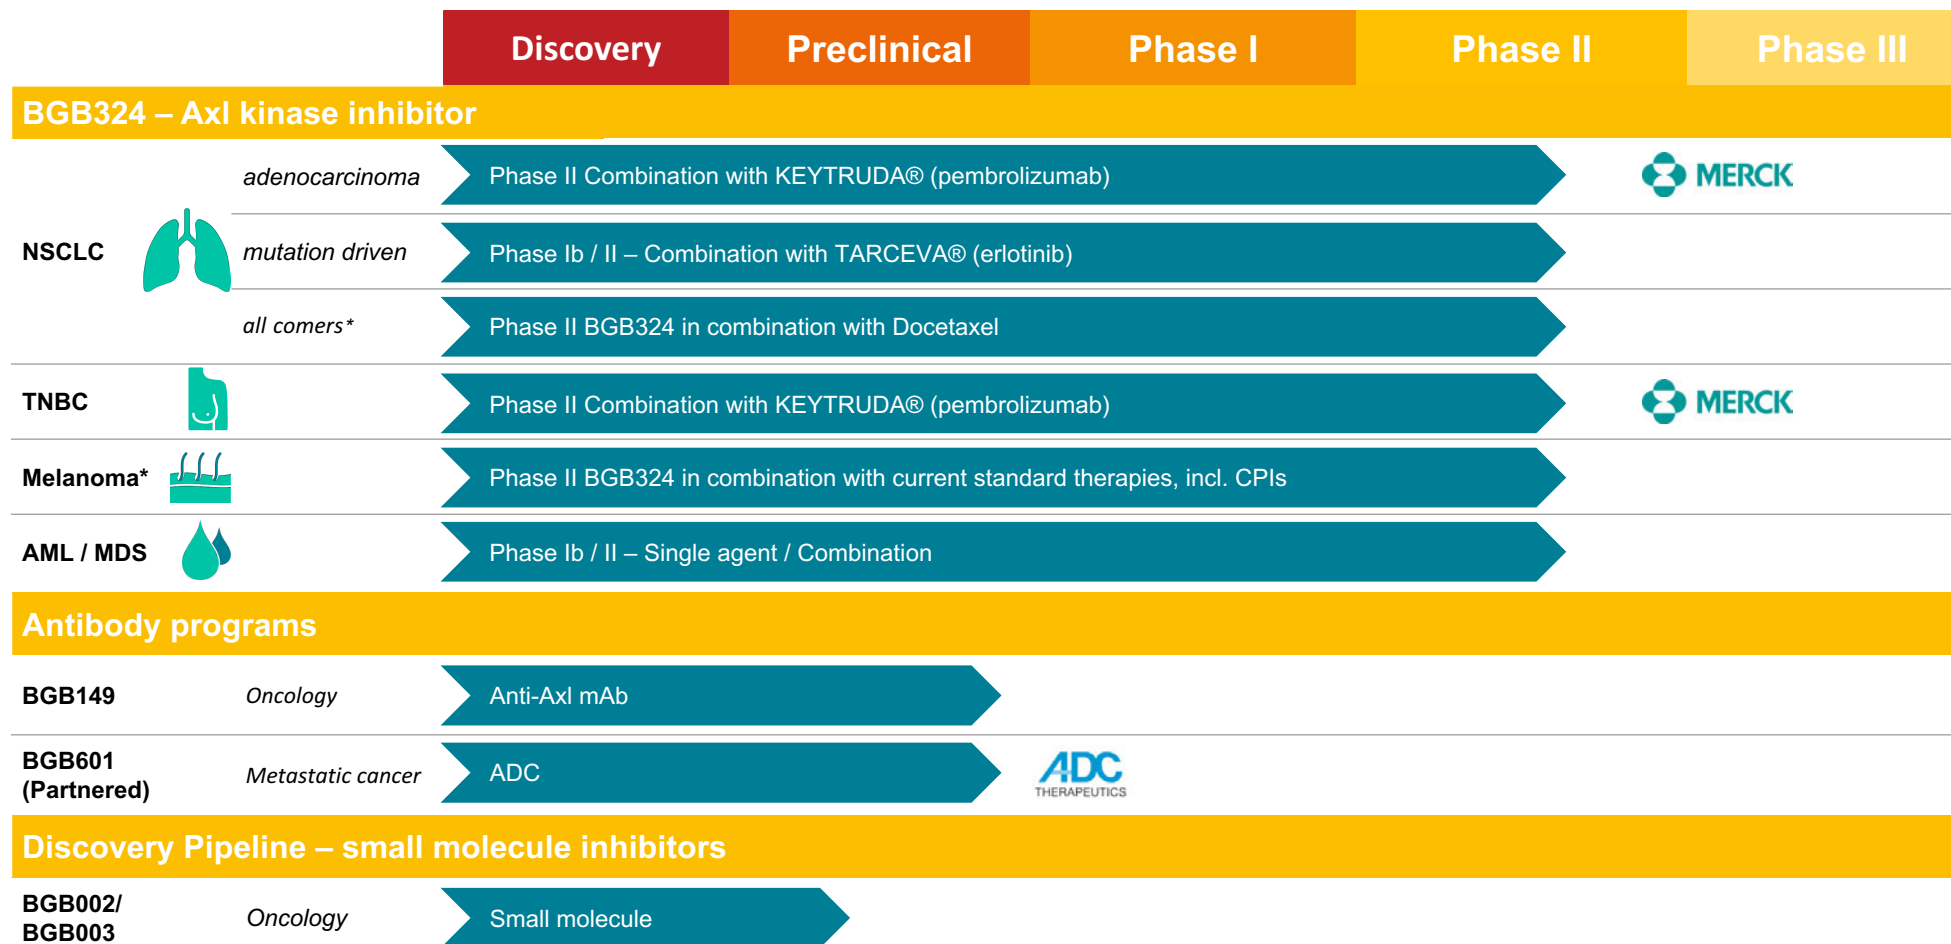 Discovery Preclinical Phase I Phase II Phase III
BGB324 – Axl kinase inhibitor
adenocarcinoma Phase II Combination with KEYTRUDA® (pembrolizumab) MERCK
NSCLC mutation driven Phase Ib / II – Combination with TARCEVA® (erlotinib)
all comers* Phase II BGB324 in combination with Docetaxel
TNBC Phase II Combination with KEYTRUDA® (pembrolizumab) MERCK
Melanoma* Phase II BGB324 in combination with current standard therapies, incl. CPIs
AML / MDS Phase Ib / II – Single agent / Combination
Antibody programs
BGB149 Oncology Anti-Axl mAb
BGB601
(Partnered) Metastatic cancer ADC ADC
THERAPEUTICS
Discovery Pipeline – small molecule inhibitors
BGB002/
BGB003 Oncology Small molecule